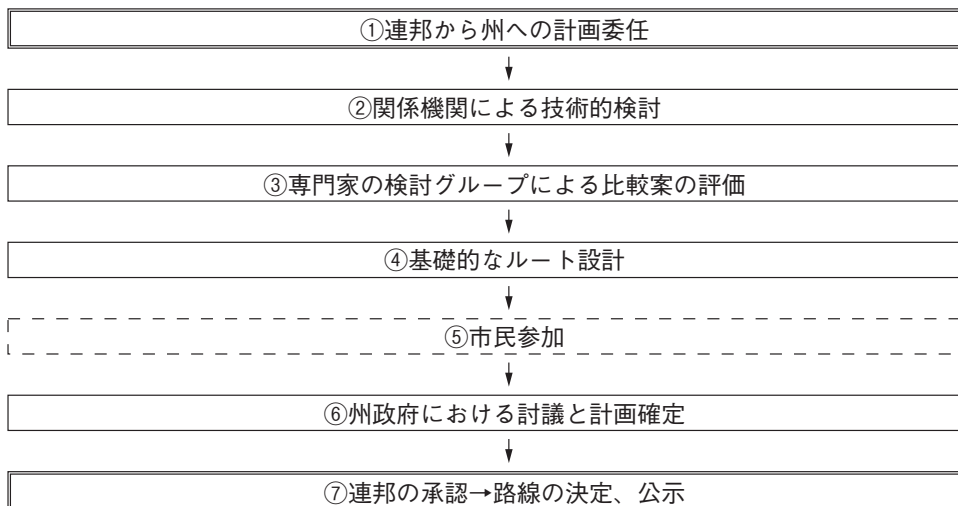 ①連邦から州への計画委任
②関係機関による技術的検討
③専門家の検討グループによる比較案の評価
④基礎的なルート設計
⑤市民参加
⑥州政府における討議と計画確定
⑦連邦の承認→路線の決定、公示